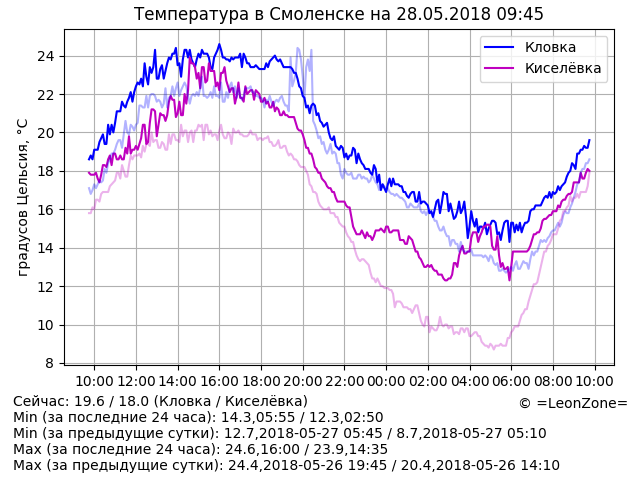 Температура в Смоленске на 28.05.2018 09:45
градусов Цельсия, °C
24
22
20
18
16
14
12
10
8
Кловка
Киселёвка
10:00 12:00 14:00 16:00 18:00 20:00 22:00 00:00 02:00 04:00 06:00 08:00 10:00
Сейчас: 19.6 / 18.0 (Кловка / Киселёвка)
© =LeonZone=
Min (за последние 24 часа): 14.3,05:55 / 12.3,02:50
Min (за предыдущие сутки): 12.7,2018-05-27 05:45 / 8.7,2018-05-27 05:10
Max (за последние 24 часа): 24.6,16:00 / 23.9,14:35
Max (за предыдущие сутки): 24.4,2018-05-26 19:45 / 20.4,2018-05-26 14:10